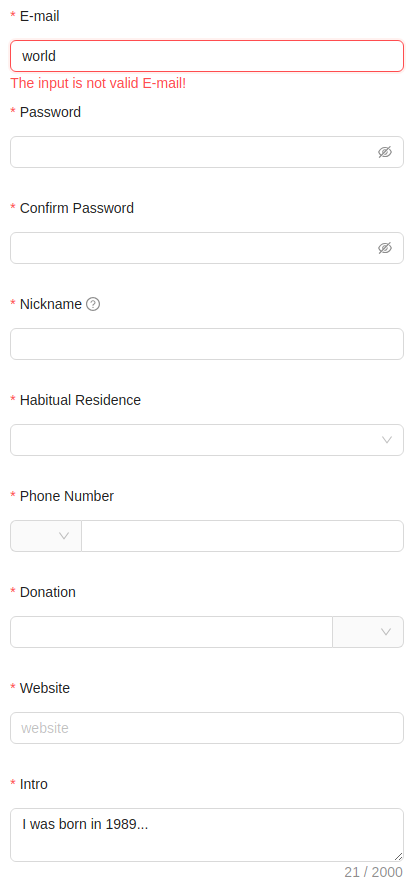 * E-mail
world
The input is not valid E-mail!
* Password
* Confirm Password
* Nickname
* Habitual Residence
* Phone Number
* Donation
* Website
website
* Intro
I was born in 1989...
21 / 2000